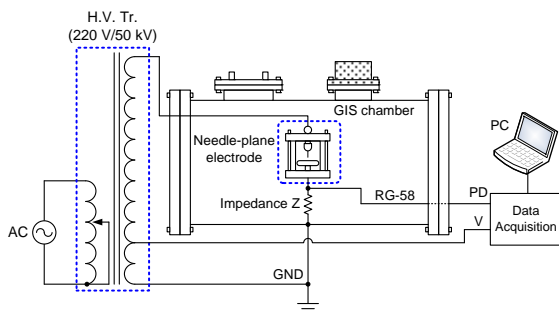 H.V. Tr.
(220 V/50 kV)
GIS chamber
Needle-plane
electrode
PC
Impedance Z
RG-58
PD
V
Data
Acquisition
AC
GND